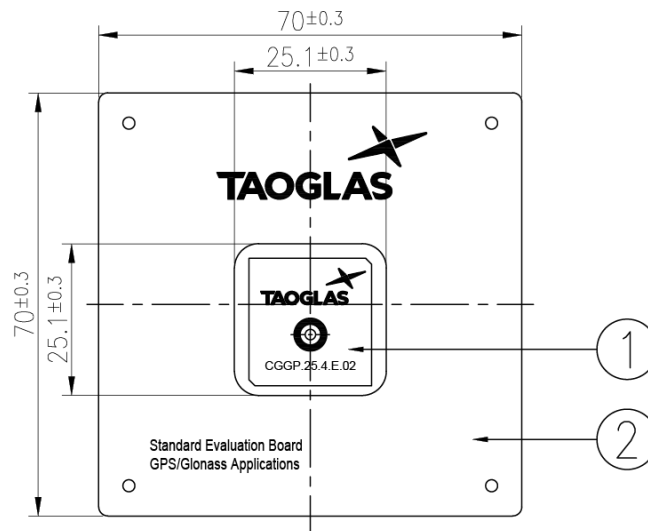 70±0.3
25.1±0.3
TAOGLAS
70±0.3
25.1±0.3
TAOGLAS
1
CGGP.25.4.E.02
2
Standard Evaluation Board
GPS/Glonass Applications